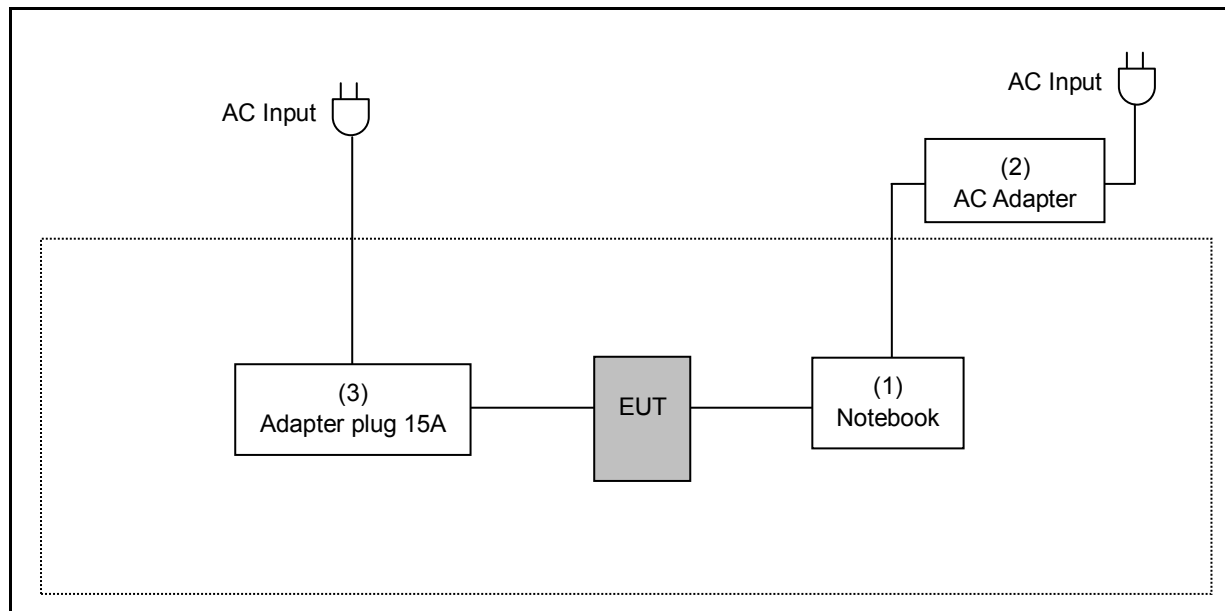 AC Input
AC Input
(2)
AC Adapter
(3)
Adapter plug 15A
EUT
(1)
Notebook